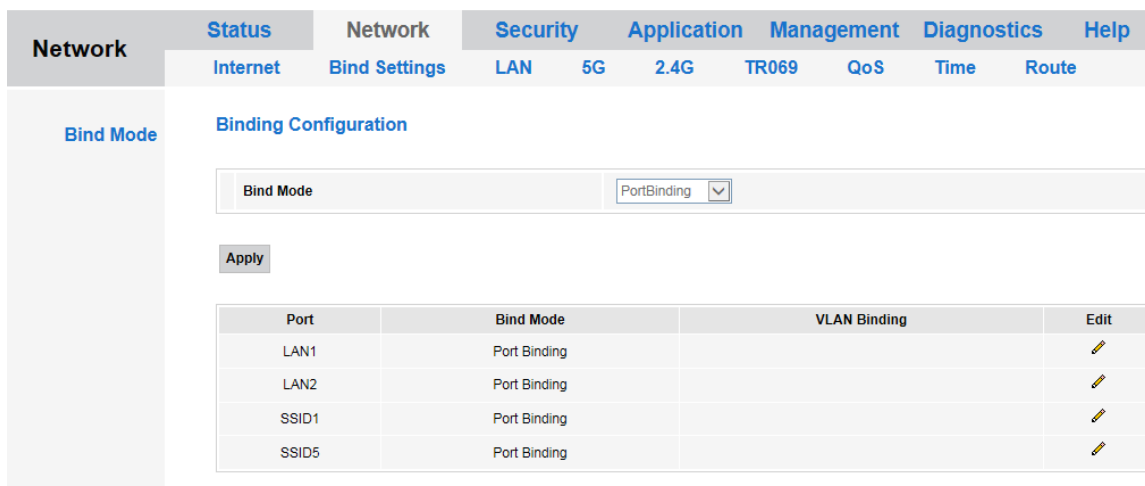 Network
Status Network Security Application Management Diagnostics Help
Internet Bind Settings LAN 5G 2.4G TR069 QoS Time Route
Bind Mode
Binding Configuration
Bind Mode PortBinding
Apply
Port Bind Mode VLAN Binding Edit
LAN1 Port Binding
LAN2 Port Binding
SSID1 Port Binding
SSID5 Port Binding